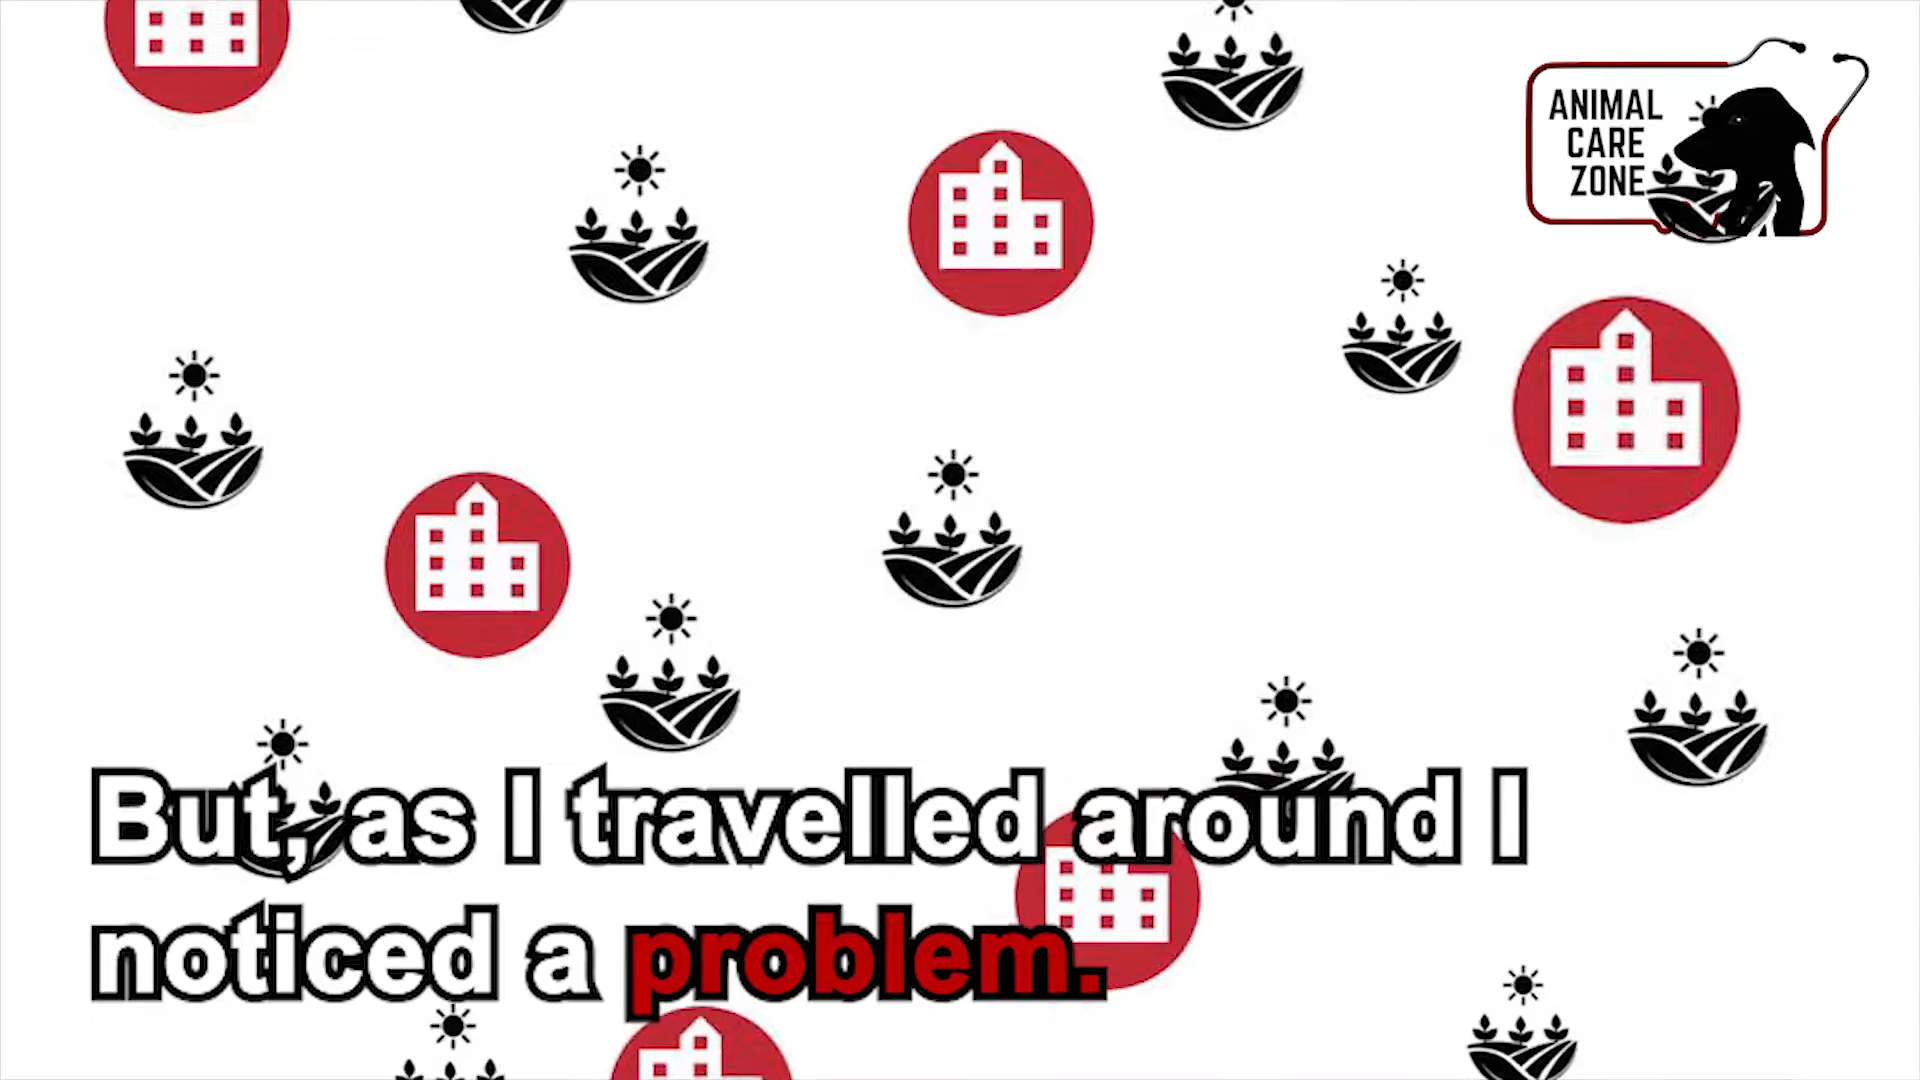 ANIMAL
CARE
ZONE
But, as I travelled around I
noticed a problem.